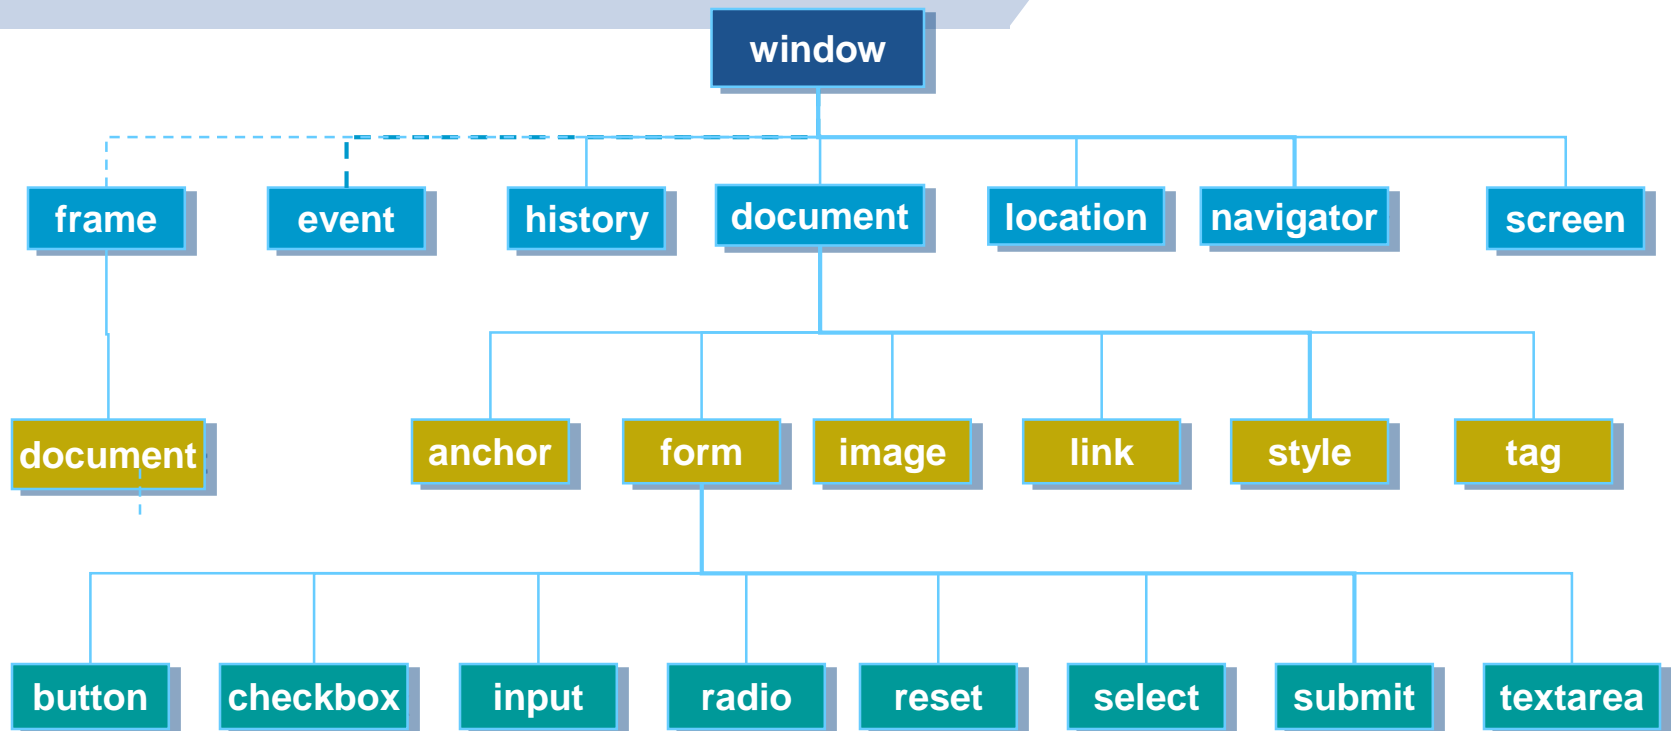 window
frame
event
history
document
location
navigator
screen
document
anchor
form
image
link
style
tag
button
checkbox
input
radio
reset
select
submit
textarea